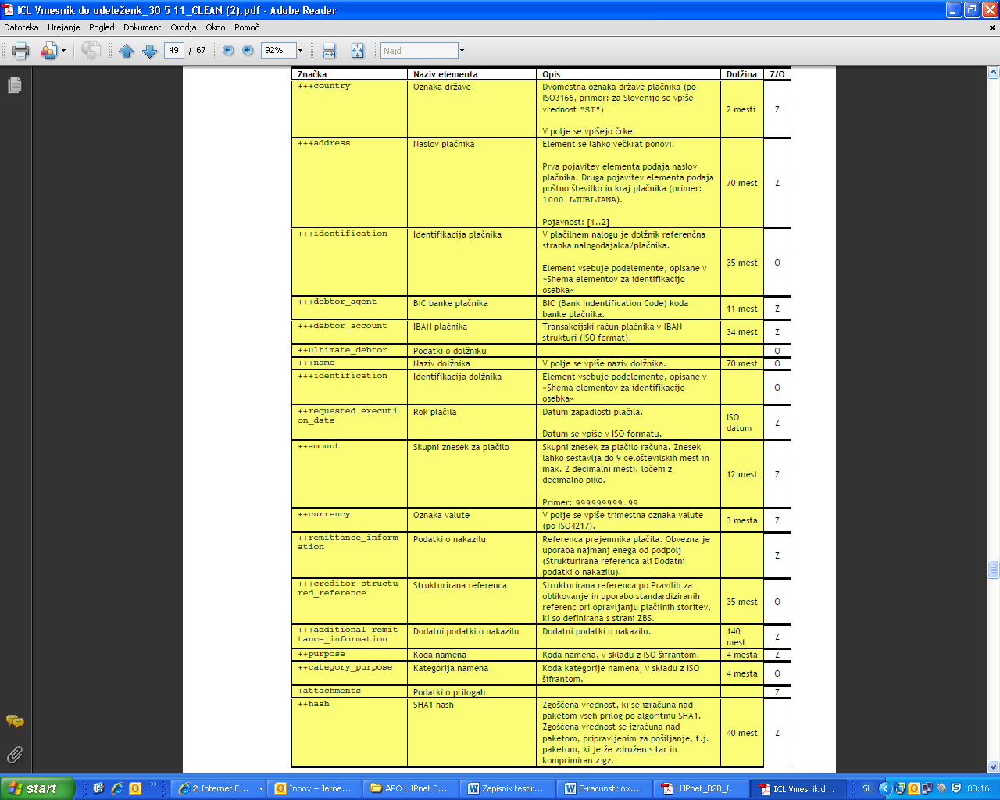 ICL Vmesnik do udeleženk_30 5 11_CLEAN (2).pdf - Adobe Reader
Datoteka Urejanje Pogled Dokument Orodja Okno Pomoč
49 / 67 92% Najdi
Značka Naziv elementa Opis Dolžina Z/O
+++country Oznaka države Dvomestna oznaka države plačnika (po
ISO3166, primer: za Slovenijo se vpiše
vrednost "SI") 2 mesti Z
V polje se vpišejo črke.
+++address Naslov plačnika Element se lahko večkrat ponovi.
Prva pojavitev elementa podaja naslov
plačnika. Druga pojavitev elementa podaja
poštno številko in kraj plačnika (primer: 70 mest Z
1000 LJUBLJANA).
Pojavnost: [1..2]
+++identification Identifikacija plačnika V plačilnem nalogu je dolžnik referenčna
stranka nalogodajalca/plačnika.
35 mest O
Element vsebuje podelemente, opisane v
»Shema elementov za identifikacijo
osebka«
+++debtor_agent BIC banke plačnika BIC (Bank Indentification Code) koda
banke plačnika. 11 mest Z
+++debtor_account IBAN plačnika Transakcijski račun plačnika v IBAN
strukturi (ISO format). 34 mest Z
++ultimate_debtor Podatki o dolžniku O
+++name Naziv dolžnika V polje se vpiše naziv dolžnika. 70 mest O
+++identification Identifikacija dolžnika Element vsebuje podelemente, opisane v
»Shema elementov za identifikacijo O
osebka«
++requested executi Rok plačila Datum zapadlosti plačila.
on_date ISO
datum Z
Datum se vpiše v ISO formatu.
++amount Skupni znesek za plačilo Skupni znesek za plačilo računa. Znesek
lahko sestavlja do 9 celoštevilskih mest in
max. 2 decimalni mesti, ločeni z 12 mest Z
decimalno piko.
Primer: 999999999.99
++currency Oznaka valute V polje se vpiše trimestna oznaka valute
(po ISO4217). 3 mesta Z
++remittance_inform Podatki o nakazilu Referenca prejemnika plačila. Obvezna je
ation uporaba najmanj enega od podpolj
(Strukturirana referenca ali Dodatni Z
podatki o nakazilu).
+++creditor_structu Strukturirana referenca Strukturirana referenca po Pravilih za
red_reference oblikovanje in uporabo standardiziranih
referenc pri opravljanju plačilnih storitev, 35 mest O
ki so definirana s strani ZBS.
+++additional_remit Dodatni podatki o nakazilu Dodatni podatki o nakazilu. 140
tance_information mest Z
++purpose Koda namena Koda namena, v skladu z ISO šifrantom. 4 mesta Z
++category_purpose Kategorija namena Koda kategorije namena, v skladu z ISO
šifrantom. 4 mesta O
+attachments Podatki o prilogah Z
++hash SHA1 hash Zgoščena vrednost, ki se izračuna nad
paketom vseh prilog po algoritmu SHA1.
Zgoščena vrednost se izračuna nad
paketom, pripravljenim za pošiljanje, t.j. 40 mest Z
paketom, ki je že združen s tar in
komprimiran z gz.
start 2 Internet E... Inbox – Jerne... APO UJPnet S... Zapisnik testir... E-racunstr ov... UJPnet_B2B_I... ICL Vmesnik d... SL 08:16